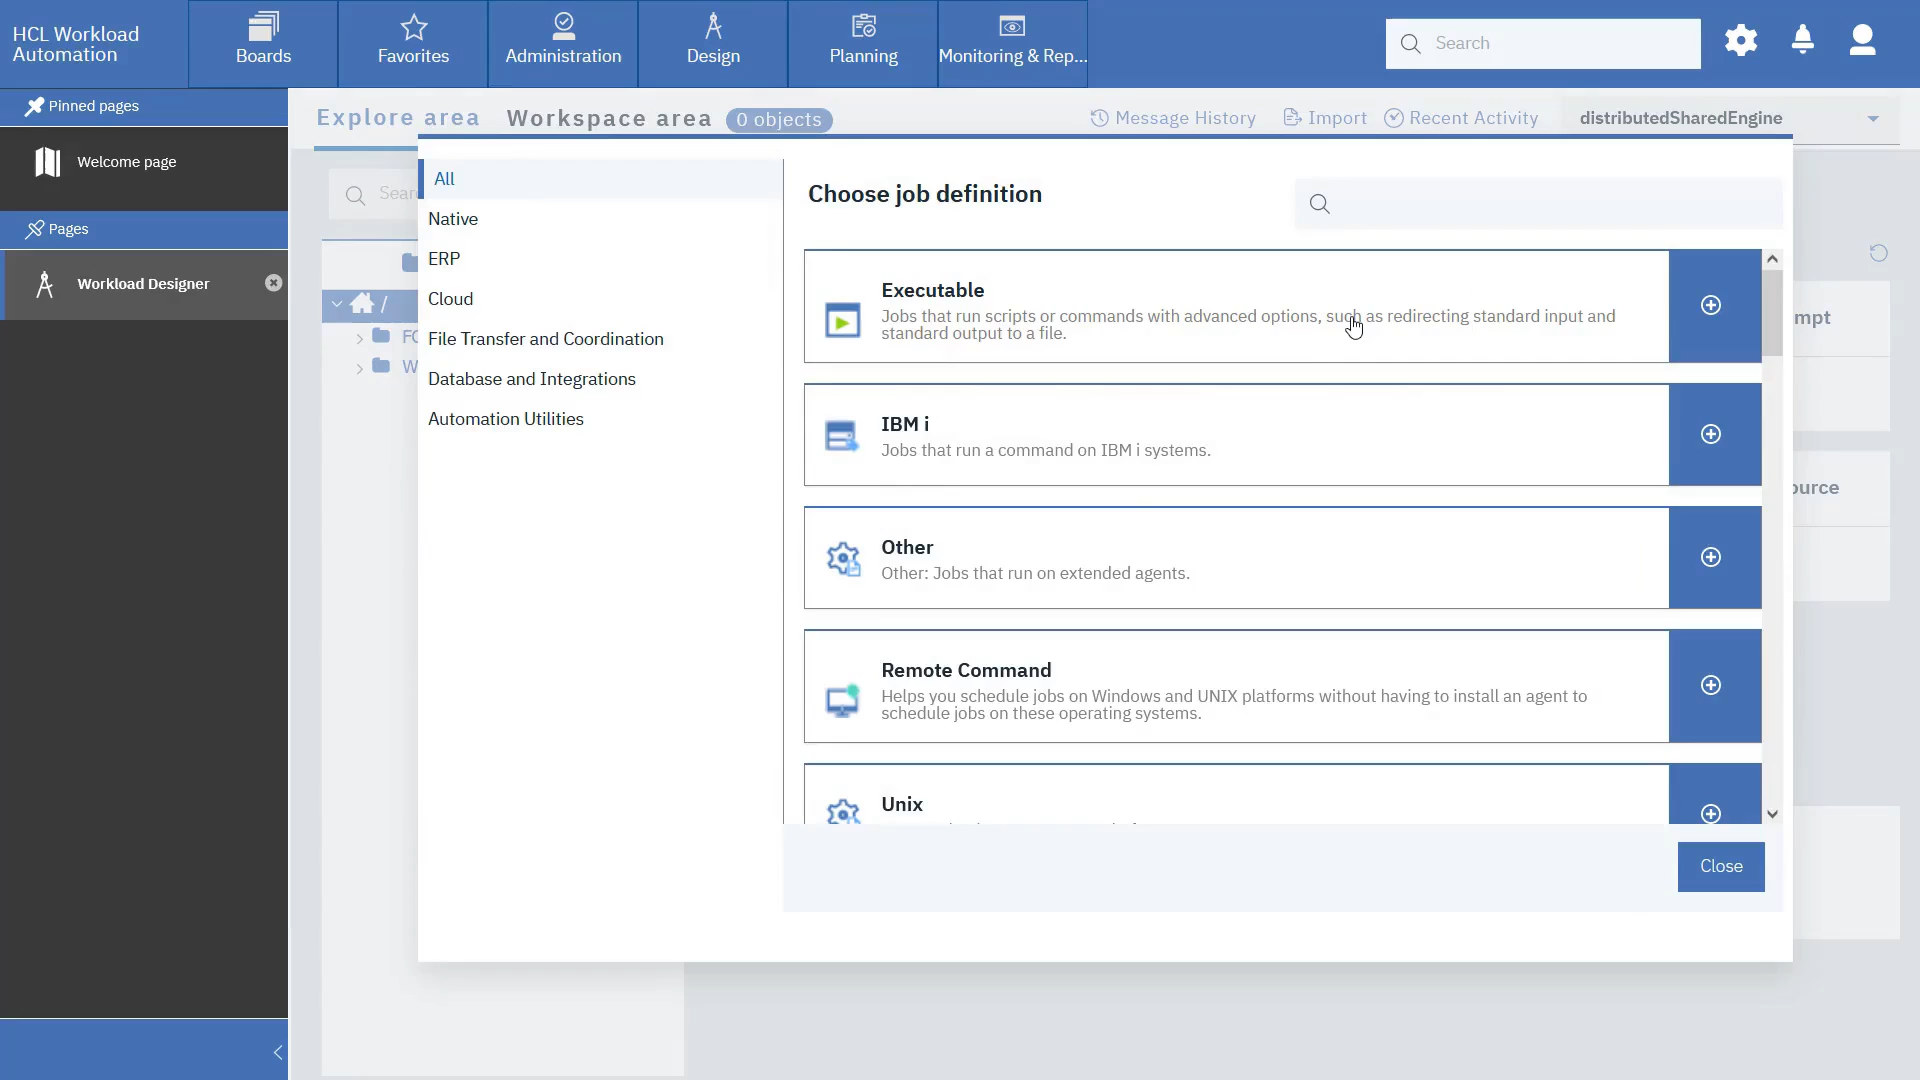 HCL Workload
Automation
Boards
Favorites
Administration
Design
Planning
Monitoring & Rep...
Search
Pinned pages
Welcome page
Pages
Workload Designer
Explore area
Workspace area
0 objects
Message History
Import
Recent Activity
distributedSharedEngine
/
All
Native
ERP
Cloud
File Transfer and Coordination
Database and Integrations
Automation Utilities
Choose job definition
Executable
Jobs that run scripts or commands with advanced options, such as redirecting standard input and
standard output to a file.
IBM i
Jobs that run a command on IBM i systems.
Other
Other: Jobs that run on extended agents.
Remote Command
Helps you schedule jobs on Windows and UNIX platforms without having to install an agent to
schedule jobs on these operating systems.
Unix
Close